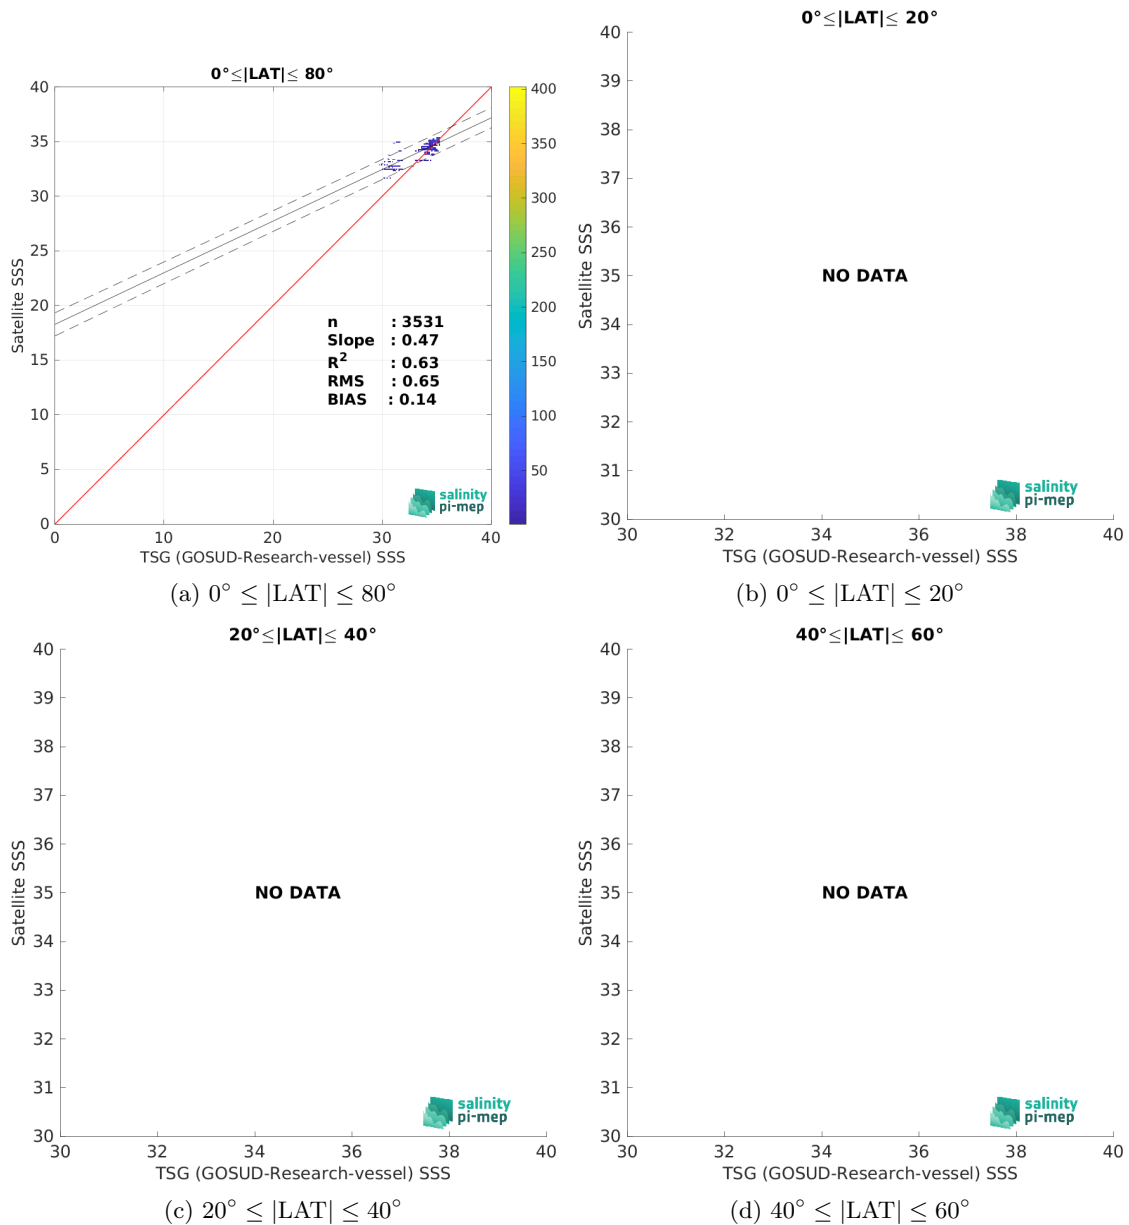 0°≤|LAT|≤ 80°
40
35
30
25
20
15
10
5
0
Satellite SSS
n : 3531
Slope : 0.47
R² : 0.63
RMS : 0.65
BIAS : 0.14
salinity
pi-mep
0 10 20 30 40
TSG (GOSUD-Research-vessel) SSS
400
350
300
250
200
150
100
50
(a) 0° ≤ |LAT| ≤ 80°
0°≤|LAT|≤ 20°
40
39
38
37
36
35
34
33
32
31
30
Satellite SSS
NO DATA
salinity
pi-mep
30 32 34 36 38 40
TSG (GOSUD-Research-vessel) SSS
(b) 0° ≤ |LAT| ≤ 20°
20°≤|LAT|≤ 40°
40
39
38
37
36
35
34
33
32
31
30
Satellite SSS
NO DATA
salinity
pi-mep
30 32 34 36 38 40
TSG (GOSUD-Research-vessel) SSS
(c) 20° ≤ |LAT| ≤ 40°
40°≤|LAT|≤ 60°
40
39
38
37
36
35
34
33
32
31
30
Satellite SSS
NO DATA
salinity
pi-mep
30 32 34 36 38 40
TSG (GOSUD-Research-vessel) SSS
(d) 40° ≤ |LAT| ≤ 60°